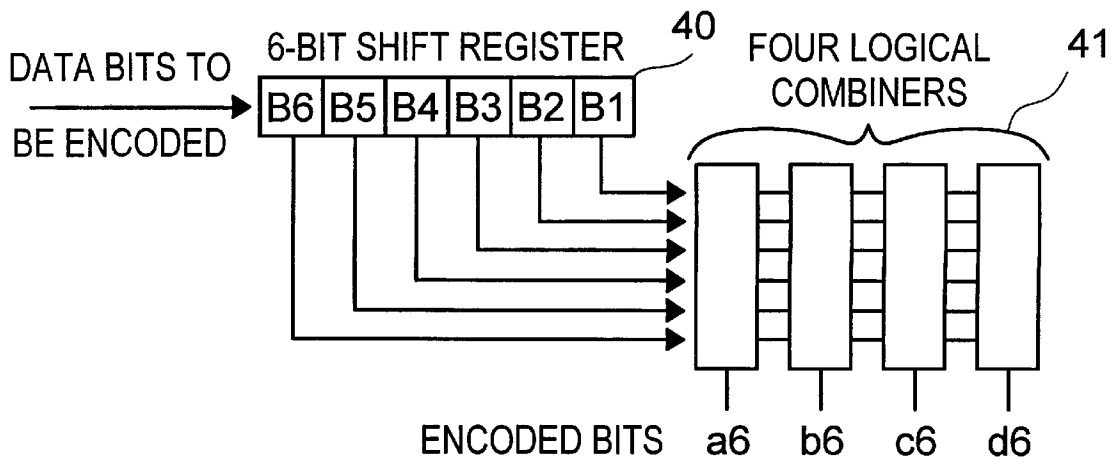 6-BIT SHIFT REGISTER
40
FOUR LOGICAL
COMBINERS
41
DATA BITS TO
BE ENCODED
B6 B5 B4 B3 B2 B1
ENCODED BITS a6 b6 c6 d6